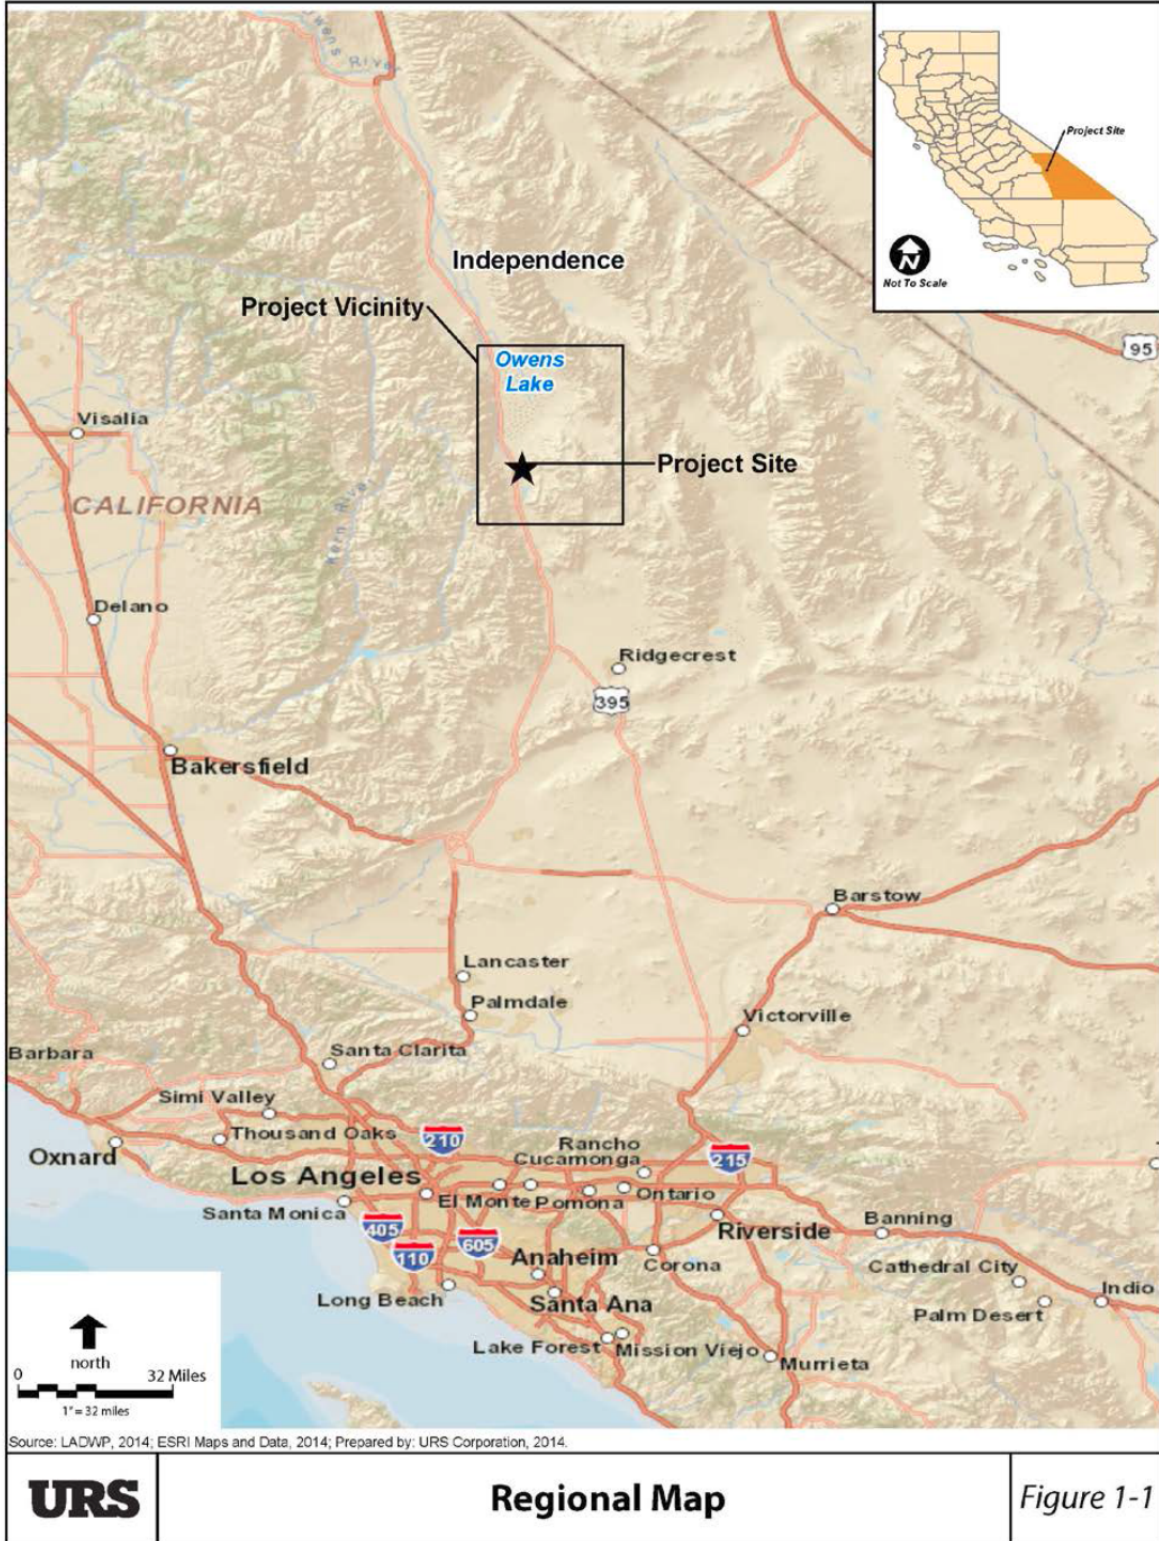 Owens River
Project Site
N
Not To Scale
Independence
Project Vicinity
95
Owens
Lake
Visalia
Project Site
CALIFORNIA
Kern River
Delano
Ridgecrest
395
Bakersfield
Barstow
Lancaster
Palmdale
Victorville
Barbara
Santa Clarita
Simi Valley
Thousand Oaks
210
Rancho
Cucamonga
215
Oxnard
Los Angeles
El Monte
Pomona
Ontario
Santa Monica
405
605
110
Riverside
Banning
Anaheim
Corona
Cathedral City
Indio
Long Beach
Santa Ana
Palm Desert
Lake Forest
Mission Viejo
Murrieta
north
0
32 Miles
1"= 32 miles
Source: LADWP, 2014; ESRI Maps and Data, 2014; Prepared by: URS Corporation, 2014.
URS
Regional Map
Figure 1-1